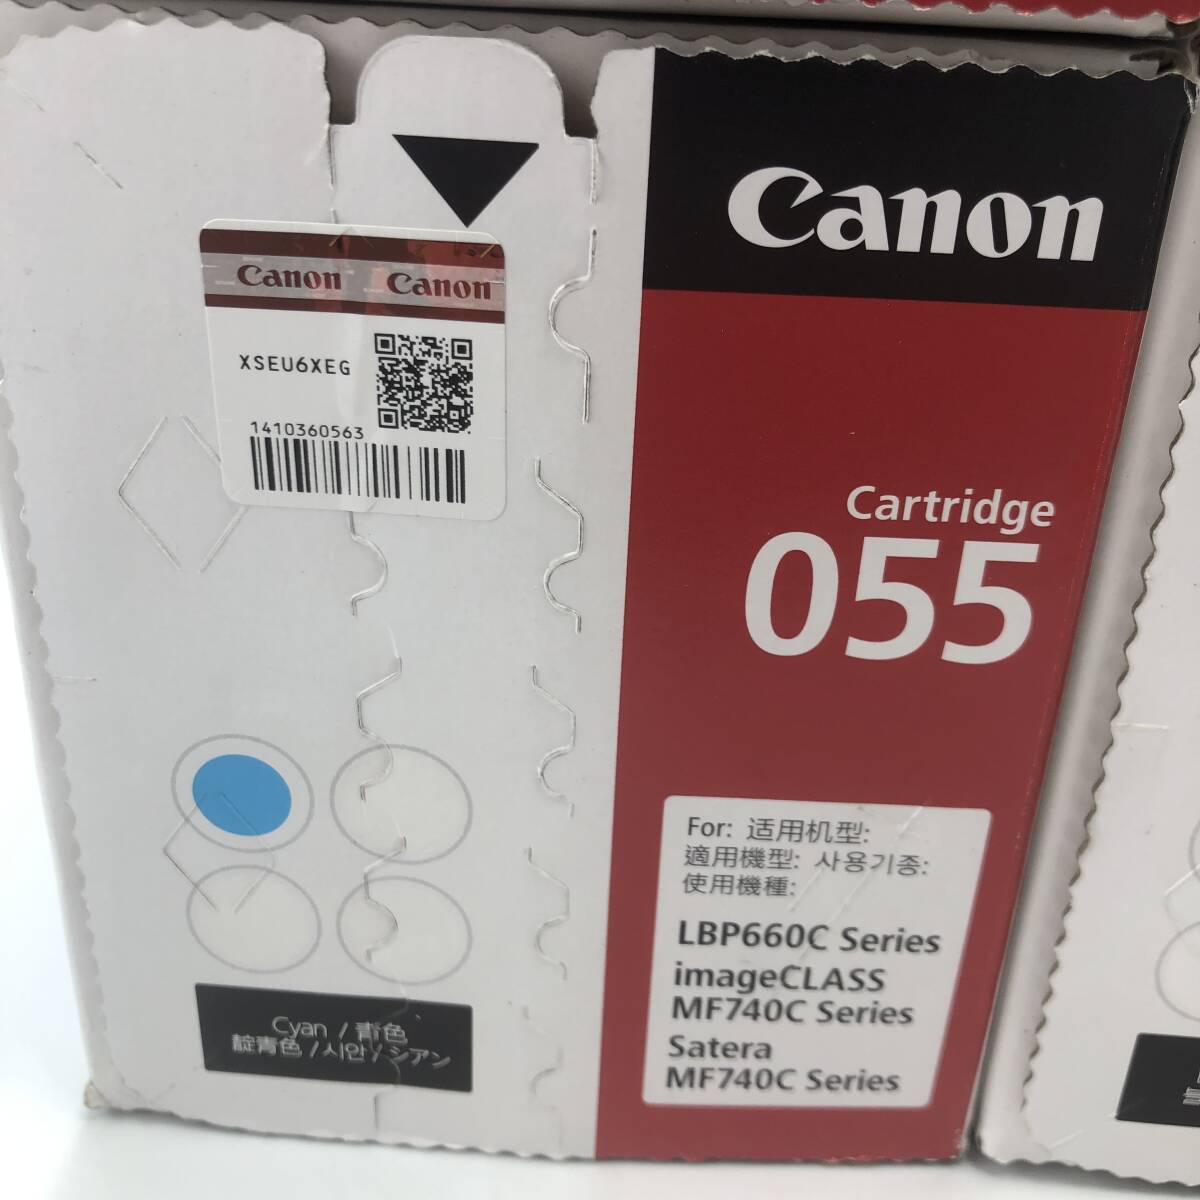 Canon
Canon Canon
XSEU6XEG
1410360563
Cartridge
055
For: 适用机型:
適用機型: 사용기종:
使用機種:
LBP660C Series
imageCLASS
MF740C Series
Satera
MF740C Series
Cyan / 青色
靛青色 / 시안 / シアン